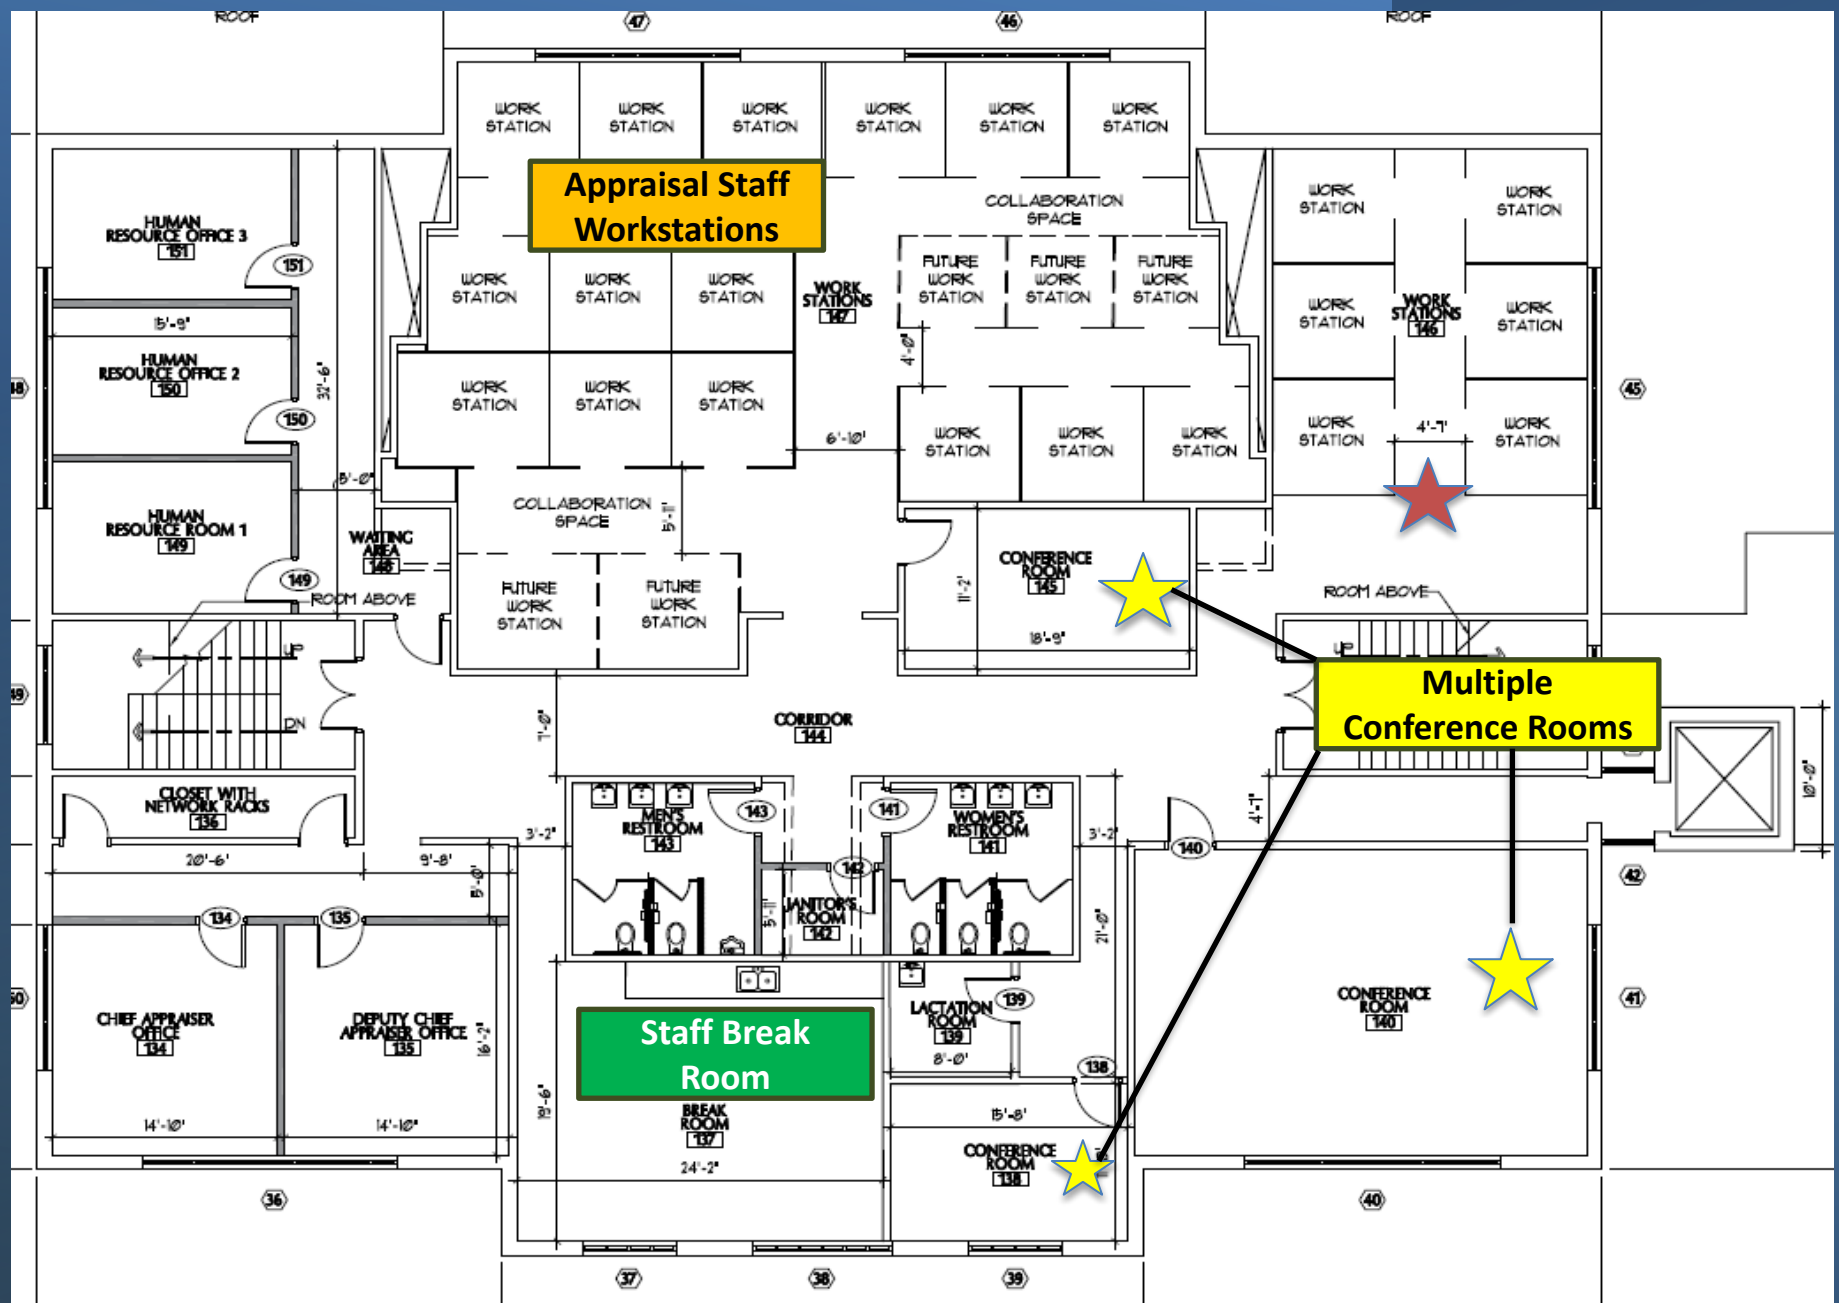 ROOF
47
46
ROOF
WORK STATION
WORK STATION
WORK STATION
WORK STATION
WORK STATION
WORK STATION
Appraisal Staff
Workstations
COLLABORATION
SPACE
WORK STATION
WORK STATION
HUMAN
RESOURCE OFFICE 3
151
151
WORK STATION
WORK STATION
WORK STATION
WORK
STATIONS
147
FUTURE
WORK
STATION
FUTURE
WORK
STATION
FUTURE
WORK
STATION
WORK STATION
WORK STATION
WORK
STATIONS
146
15'-9"
32'-6"
4'-0"
HUMAN
RESOURCE OFFICE 2
150
150
48
45
WORK STATION
WORK STATION
WORK STATION
WORK STATION
WORK STATION
WORK STATION
WORK STATION
WORK STATION
4'-7"
6'-10"
5'-0"
HUMAN
RESOURCE ROOM 1
149
149
WAITING
AREA
148
COLLABORATION
SPACE
5'-11"
CONFERENCE
ROOM
145
11'-2"
18'-9"
FUTURE
WORK
STATION
FUTURE
WORK
STATION
ROOM ABOVE
ROOM ABOVE
UP
UP
DN
49
Multiple
Conference Rooms
7'-0"
CORRIDOR
144
10'-0"
CLOSET WITH
NETWORK RACKS
136
MEN'S
RESTROOM
143
143
141
WOMEN'S
RESTROOM
141
3'-2"
3'-2"
4'-1"
140
20'-6"
9'-8"
5'-0"
142
JANITOR'S
ROOM
142
5'-11"
21'-0"
42
134
135
CHIEF APPRAISER
OFFICE
134
DEPUTY CHIEF
APPRAISER OFFICE
135
16'-2"
14'-10"
14'-10"
50
LACTATION
ROOM
139
139
8'-0"
CONFERENCE
ROOM
140
41
Staff Break
Room
BREAK
ROOM
137
19'-6"
24'-2"
138
15'-8"
CONFERENCE
ROOM
138
36
40
37
38
39